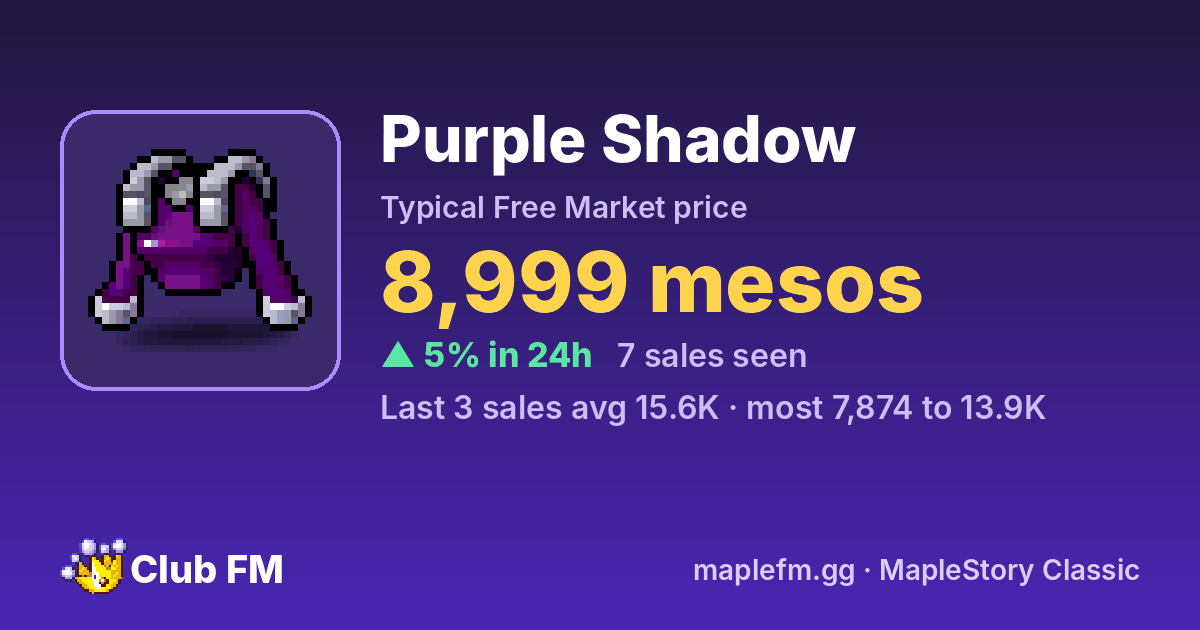 Purple Shadow
Typical Free Market price
8,999 mesos
▲ 5% in 24h 7 sales seen
Last 3 sales avg 15.6K · most 7,874 to 13.9K
Club FM
maplefm.gg · MapleStory Classic